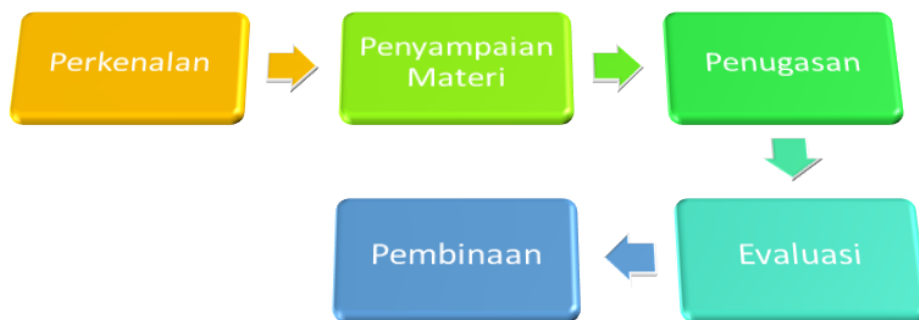 Perkenalan
Penyampaian
Materi
Penugasan
Evaluasi
Pembinaan